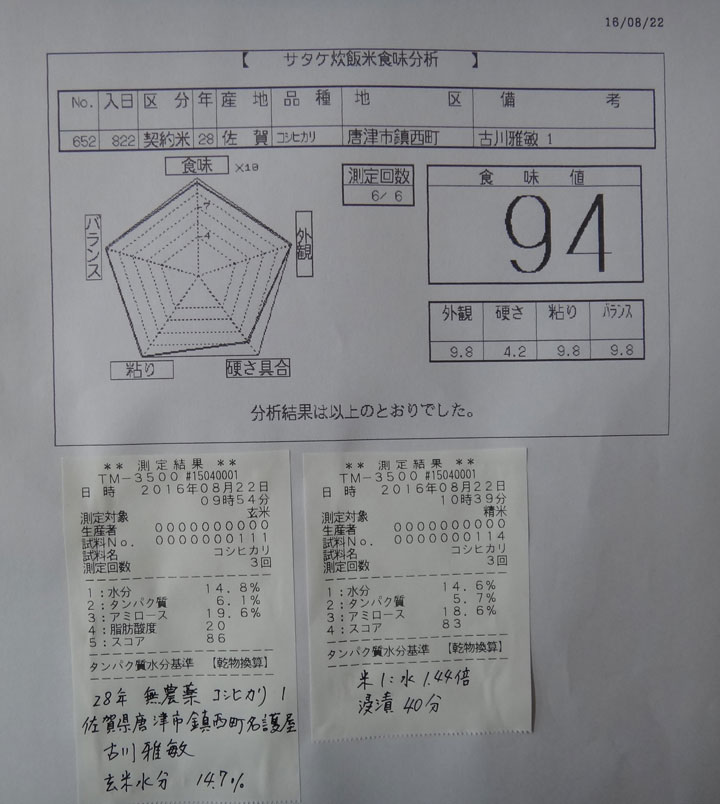 16/08/22
【 サタケ炊飯米食味分析 】
No. 入日 区分 年 産地 品種 地区 備考
652 822 契約米 28 佐賀 コシヒカリ 唐津市鎮西町 古川雅敏 1
食味 ×10
7
4
バランス
外観
粘り
硬さ具合
測定回数
6/ 6
食味値
94
外観 硬さ 粘り バランス
9.8 4.2 9.8 9.8
分析結果は以上のとおりでした。
** 測定結果 **
TM-3500 #15040001
日時 2016年08月22日
09時54分
測定対象 玄米
生産者 0000000000
試料No. 0000000111
試料名 コシヒカリ
測定回数 3回
1:水分 14.8%
2:タンパク質 6.1%
3:アミロース 19.6%
4:脂肪酸度 20
5:スコア 86
タンパク質水分基準 【乾物換算】
28年 無農薬 コシヒカリ 1
佐賀県唐津市鎮西町名護屋
古川雅敏
玄米水分 14.7%
** 測定結果 **
TM-3500 #15040001
日時 2016年08月22日
10時39分
測定対象 精米
生産者 0000000000
試料No. 0000000114
試料名 コシヒカリ
測定回数 3回
1:水分 14.6%
2:タンパク質 5.7%
3:アミロース 18.6%
4:スコア 83
タンパク質水分基準 【乾物換算】
米1:水1.44倍
浸漬 40分